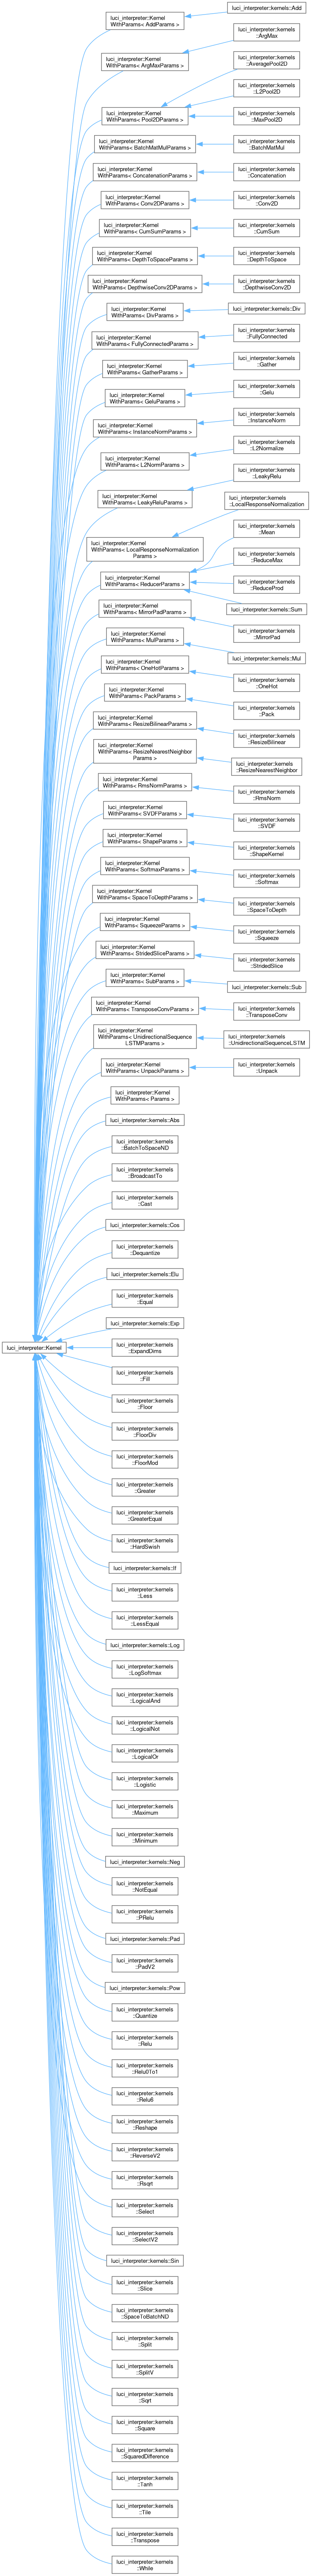 luci_interpreter::Kernel
luci_interpreter::Kernel
WithParams< AddParams >
luci_interpreter::kernels::Add
luci_interpreter::Kernel
WithParams< ArgMaxParams >
luci_interpreter::kernels
::ArgMax
luci_interpreter::Kernel
WithParams< Pool2DParams >
luci_interpreter::kernels
::AveragePool2D
luci_interpreter::kernels
::L2Pool2D
luci_interpreter::kernels
::MaxPool2D
luci_interpreter::Kernel
WithParams< BatchMatMulParams >
luci_interpreter::kernels
::BatchMatMul
luci_interpreter::Kernel
WithParams< ConcatenationParams >
luci_interpreter::kernels
::Concatenation
luci_interpreter::Kernel
WithParams< Conv2DParams >
luci_interpreter::kernels
::Conv2D
luci_interpreter::Kernel
WithParams< CumSumParams >
luci_interpreter::kernels
::CumSum
luci_interpreter::Kernel
WithParams< DepthToSpaceParams >
luci_interpreter::kernels
::DepthToSpace
luci_interpreter::Kernel
WithParams< DepthwiseConv2DParams >
luci_interpreter::kernels
::DepthwiseConv2D
luci_interpreter::Kernel
WithParams< DivParams >
luci_interpreter::kernels::Div
luci_interpreter::Kernel
WithParams< FullyConnectedParams >
luci_interpreter::kernels
::FullyConnected
luci_interpreter::Kernel
WithParams< GatherParams >
luci_interpreter::kernels
::Gather
luci_interpreter::Kernel
WithParams< GeluParams >
luci_interpreter::kernels
::Gelu
luci_interpreter::Kernel
WithParams< InstanceNormParams >
luci_interpreter::kernels
::InstanceNorm
luci_interpreter::Kernel
WithParams< L2NormParams >
luci_interpreter::kernels
::L2Normalize
luci_interpreter::Kernel
WithParams< LeakyReluParams >
luci_interpreter::kernels
::LeakyRelu
luci_interpreter::Kernel
WithParams< LocalResponseNormalization
Params >
luci_interpreter::kernels
::LocalResponseNormalization
luci_interpreter::Kernel
WithParams< ReducerParams >
luci_interpreter::kernels
::Mean
luci_interpreter::kernels
::ReduceMax
luci_interpreter::kernels
::ReduceProd
luci_interpreter::kernels::Sum
luci_interpreter::Kernel
WithParams< MirrorPadParams >
luci_interpreter::kernels
::MirrorPad
luci_interpreter::Kernel
WithParams< MulParams >
luci_interpreter::kernels::Mul
luci_interpreter::Kernel
WithParams< OneHotParams >
luci_interpreter::kernels
::OneHot
luci_interpreter::Kernel
WithParams< PackParams >
luci_interpreter::kernels
::Pack
luci_interpreter::Kernel
WithParams< ResizeBilinearParams >
luci_interpreter::kernels
::ResizeBilinear
luci_interpreter::Kernel
WithParams< ResizeNearestNeighbor
Params >
luci_interpreter::kernels
::ResizeNearestNeighbor
luci_interpreter::Kernel
WithParams< RmsNormParams >
luci_interpreter::kernels
::RmsNorm
luci_interpreter::Kernel
WithParams< SVDFParams >
luci_interpreter::kernels
::SVDF
luci_interpreter::Kernel
WithParams< ShapeParams >
luci_interpreter::kernels
::ShapeKernel
luci_interpreter::Kernel
WithParams< SoftmaxParams >
luci_interpreter::kernels
::Softmax
luci_interpreter::Kernel
WithParams< SpaceToDepthParams >
luci_interpreter::kernels
::SpaceToDepth
luci_interpreter::Kernel
WithParams< SqueezeParams >
luci_interpreter::kernels
::Squeeze
luci_interpreter::Kernel
WithParams< StridedSliceParams >
luci_interpreter::kernels
::StridedSlice
luci_interpreter::Kernel
WithParams< SubParams >
luci_interpreter::kernels::Sub
luci_interpreter::Kernel
WithParams< TransposeConvParams >
luci_interpreter::kernels
::TransposeConv
luci_interpreter::Kernel
WithParams< UnidirectionalSequence
LSTMParams >
luci_interpreter::kernels
::UnidirectionalSequenceLSTM
luci_interpreter::Kernel
WithParams< UnpackParams >
luci_interpreter::kernels
::Unpack
luci_interpreter::Kernel
WithParams< Params >
luci_interpreter::kernels::Abs
luci_interpreter::kernels
::BatchToSpaceND
luci_interpreter::kernels
::BroadcastTo
luci_interpreter::kernels
::Cast
luci_interpreter::kernels::Cos
luci_interpreter::kernels
::Dequantize
luci_interpreter::kernels::Elu
luci_interpreter::kernels
::Equal
luci_interpreter::kernels::Exp
luci_interpreter::kernels
::ExpandDims
luci_interpreter::kernels
::Fill
luci_interpreter::kernels
::Floor
luci_interpreter::kernels
::FloorDiv
luci_interpreter::kernels
::FloorMod
luci_interpreter::kernels
::Greater
luci_interpreter::kernels
::GreaterEqual
luci_interpreter::kernels
::HardSwish
luci_interpreter::kernels::If
luci_interpreter::kernels
::Less
luci_interpreter::kernels
::LessEqual
luci_interpreter::kernels::Log
luci_interpreter::kernels
::LogSoftmax
luci_interpreter::kernels
::LogicalAnd
luci_interpreter::kernels
::LogicalNot
luci_interpreter::kernels
::LogicalOr
luci_interpreter::kernels
::Logistic
luci_interpreter::kernels
::Maximum
luci_interpreter::kernels
::Minimum
luci_interpreter::kernels::Neg
luci_interpreter::kernels
::NotEqual
luci_interpreter::kernels
::PRelu
luci_interpreter::kernels::Pad
luci_interpreter::kernels
::PadV2
luci_interpreter::kernels::Pow
luci_interpreter::kernels
::Quantize
luci_interpreter::kernels
::Relu
luci_interpreter::kernels
::Relu0To1
luci_interpreter::kernels
::Relu6
luci_interpreter::kernels
::Reshape
luci_interpreter::kernels
::ReverseV2
luci_interpreter::kernels
::Rsqrt
luci_interpreter::kernels
::Select
luci_interpreter::kernels
::SelectV2
luci_interpreter::kernels::Sin
luci_interpreter::kernels
::Slice
luci_interpreter::kernels
::SpaceToBatchND
luci_interpreter::kernels
::Split
luci_interpreter::kernels
::SplitV
luci_interpreter::kernels
::Sqrt
luci_interpreter::kernels
::Square
luci_interpreter::kernels
::SquaredDifference
luci_interpreter::kernels
::Tanh
luci_interpreter::kernels
::Tile
luci_interpreter::kernels
::Transpose
luci_interpreter::kernels
::While